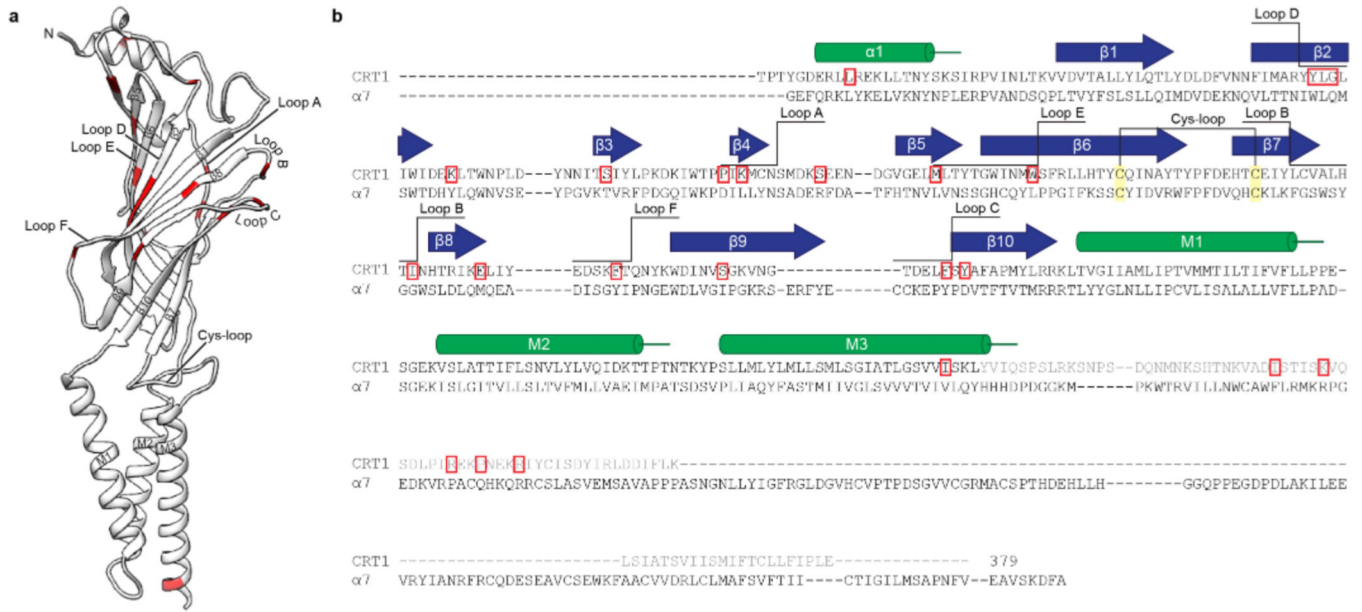 a
N
Loop A
Loop D
Loop E
Loop B
Loop C
Loop F
Cys-loop
M1
M2
M3
b
Loop D
α1 β1 β2
CRT1 --------------------------------------TPTYGDERLLREKLLTNYSKSIRPVINLTKVVDVTALLYLQTLYDLDFVNNFIMARYYLGL
α7 -----------------------------------------GEFQRKLYKELVKNYNPLERPVANDSQPLTVYFSLSLLQIMDVDEKNQVLTTNIWLQM
Loop A Loop E Cys-loop Loop B
β3 β4 β5 β6 β7
CRT1 IWIDEKLTWNPLD--YNNITSIYLPKDKIWTPPIKMCNSMDKSEEN--DGVGELMLTYTGWINMWSFRLLHTYCQINAYTYPFDEHTCEIYLCVALH
α7 SWTDHYLQWNVSE--YPGVKTVRFPDGQIWKPDILLYNSADERFDA--THTNVLVNSSGHCQYLPPGIFKSSCYIDVRWFPFDVQHCKLKFGSWSY
Loop B Loop F Loop C
β8 β9 β10 M1
CRT1 TINHTRIKELIY------EDSKFTQNYKWDINVSGKVNG------------TDELFSYAFAPMYLRRKLTVGIIAMLIPTVMMTILTIFVFLLPPE-
α7 GGWSLDLQMQEA------DISGYIPNGEWDLVGIPGKRS-ERFYE------CCKEPYPDVTFTVTMRRRTLYYGLNLLIPCVLISALALLVFLLPAD-
M2 M3
CRT1 SGEKVSLATTIFLSNVLYLVQIDKTTPTNTKYPSLLMLYLMLLSMLSGIATLGSVVISKLYVIQSPSLRKSNPS--DQNMNKSHTNKVADISTISKVQ
α7 SGEKISLGITVLLSLTVFMLLVAEIMPATSDSVPLIAQYFASTMIIVGLSVVVTVIVLQYHHHDPDGGKM------PKWTRVILLNWCAWFLRMKRPG
CRT1 SDLPIREKPNEKRIYCISDYIRLDDIFLK----------------------------------------------------------------------
α7 EDKVRPACQHKQRRCSLASVEMSAVAPPPASNGNLLYIGFRGLDGVHCVPTPDSGVVCGRMACSPTHDEHLLH--------GGQPPEGDPDLAKILEE
CRT1 -----------------------LSIATSVIISMIFTCLLFIPLE--------------- 379
α7 VRYIANRFRCQDESEAVCSEWKFAACVVDRLCLMAFSVFTII----CTIGILMSAPNFV--EAVSKDFA